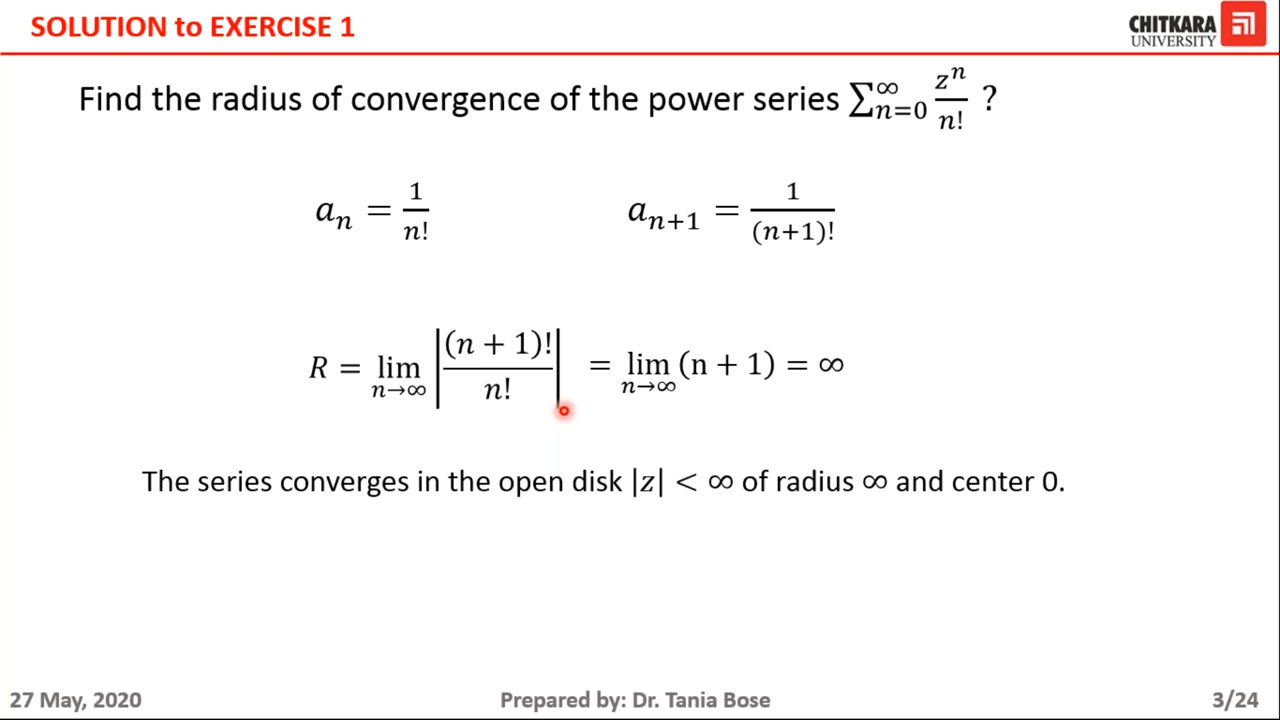 SOLUTION to EXERCISE 1
CHITKARA
UNIVERSITY
Find the radius of convergence of the power series ∑_{n=0}^{∞} z^n/n! ?
a_n = 1/n!    a_{n+1} = 1/(n+1)!
R = lim_{n→∞} |(n + 1)!/n!| = lim_{n→∞} (n + 1) = ∞
The series converges in the open disk |z| < ∞ of radius ∞ and center 0.
27 May, 2020    Prepared by: Dr. Tania Bose    3/24